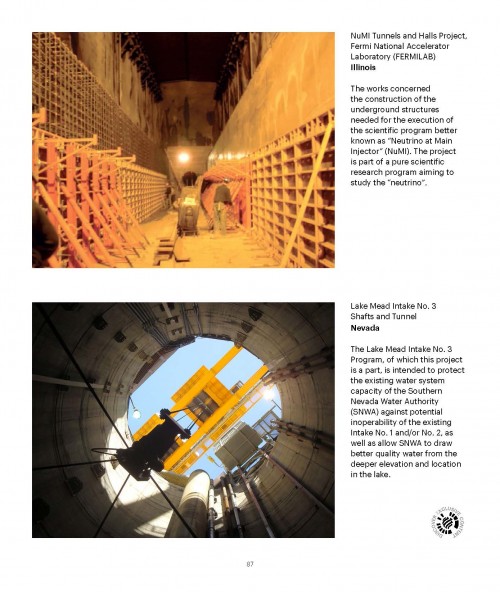 NuMI Tunnels and Halls Project,
Fermi National Accelerator
Laboratory (FERMILAB)
Illinois
The works concerned
the construction of the
underground structures
needed for the execution of
the scientific program better
known as “Neutrino at Main
Injector” (NuMI). The project
is part of a pure scientific
research program aiming to
study the “neutrino”.
Lake Mead Intake No. 3
Shafts and Tunnel
Nevada
The Lake Mead Intake No. 3
Program, of which this project
is a part, is intended to protect
the existing water system
capacity of the Southern
Nevada Water Authority
(SNWA) against potential
inoperability of the existing
Intake No. 1 and/or No. 2, as
well as allow SNWA to draw
better quality water from the
deeper elevation and location
in the lake.
DISCOVER EXCLUSIVE CONTENT
87